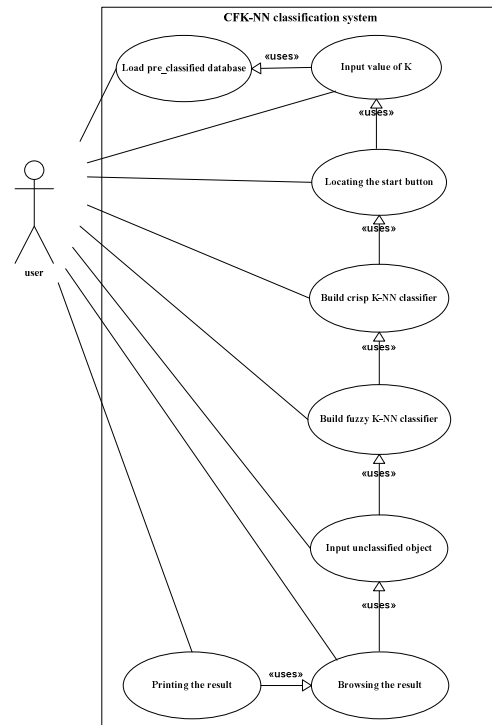 CFK-NN classification system
«uses»
Load pre_classified database
Input value of K
«uses»
Locating the start button
«uses»
user
Build crisp K-NN classifier
«uses»
Build fuzzy K-NN classifier
«uses»
Input unclassified object
«uses»
«uses»
Printing the result
Browsing the result